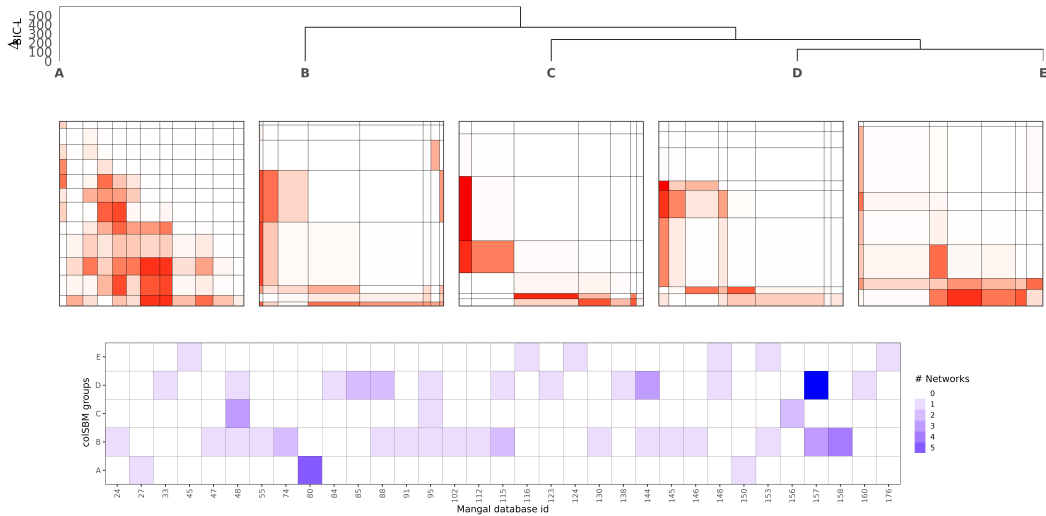 500
400
300
200
100
0
Δ BIC-L
A B C D E
E
D
C
B
A
colSBM groups
24 27 33 45 47 48 55 74 80 84 85 88 91 95 102 112 115 116 123 124 130 138 144 145 146 148 150 153 156 157 158 160 176
Mangal database id
# Networks
0
1
2
3
4
5